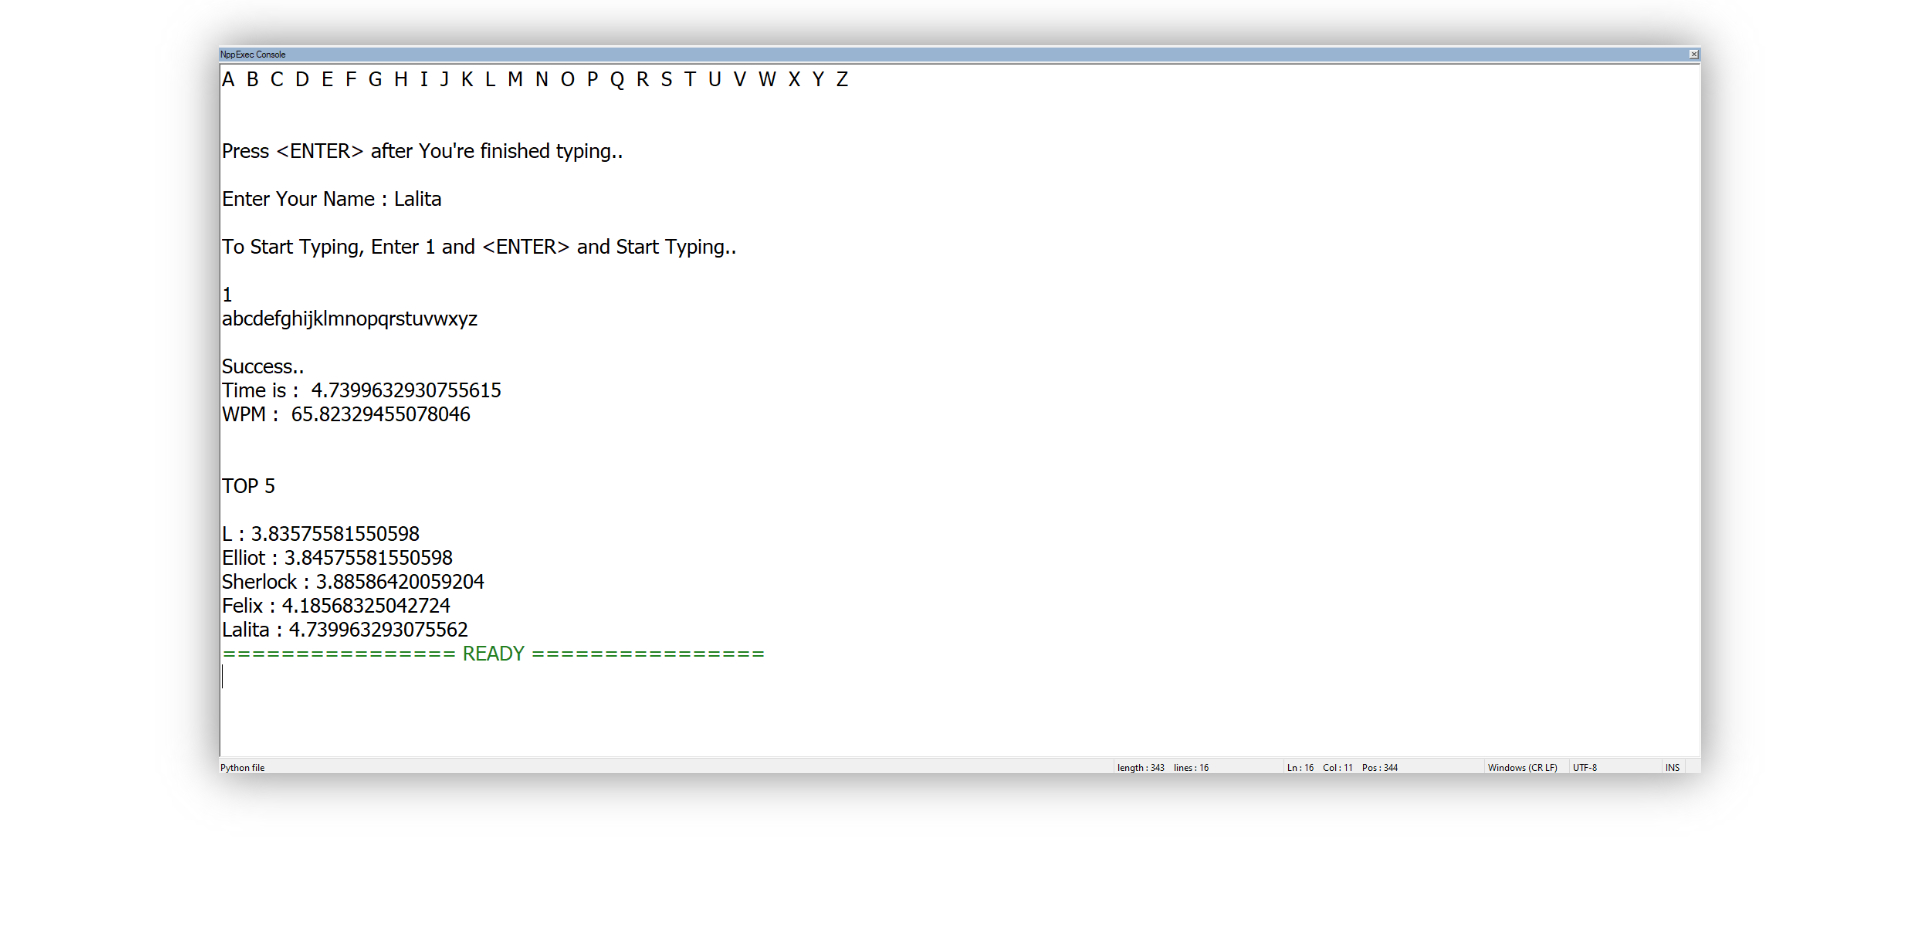 NppExec Console
A B C D E F G H I J K L M N O P Q R S T U V W X Y Z
Press <ENTER> after You're finished typing..
Enter Your Name : Lalita
To Start Typing, Enter 1 and <ENTER> and Start Typing..
1
abcdefghijklmnopqrstuvwxyz
Success..
Time is :  4.7399632930755615
WPM :  65.82329455078046
TOP 5
L : 3.83575581550598
Elliot : 3.84575581550598
Sherlock : 3.88586420059204
Felix : 4.18568325042724
Lalita : 4.739963293075562
================ READY ================
Python file length : 343 lines : 16 Ln : 16 Col : 11 Pos : 344 Windows (CR LF) UTF-8 INS